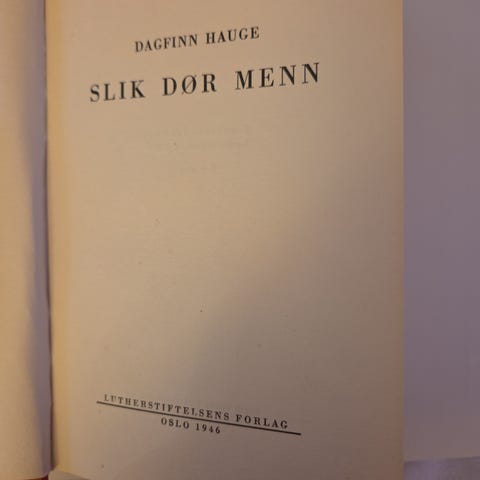 DAGFINN HAUGE
SLIK DØR MENN
LUTHERSTIFTELSENS FORLAG
OSLO 1946